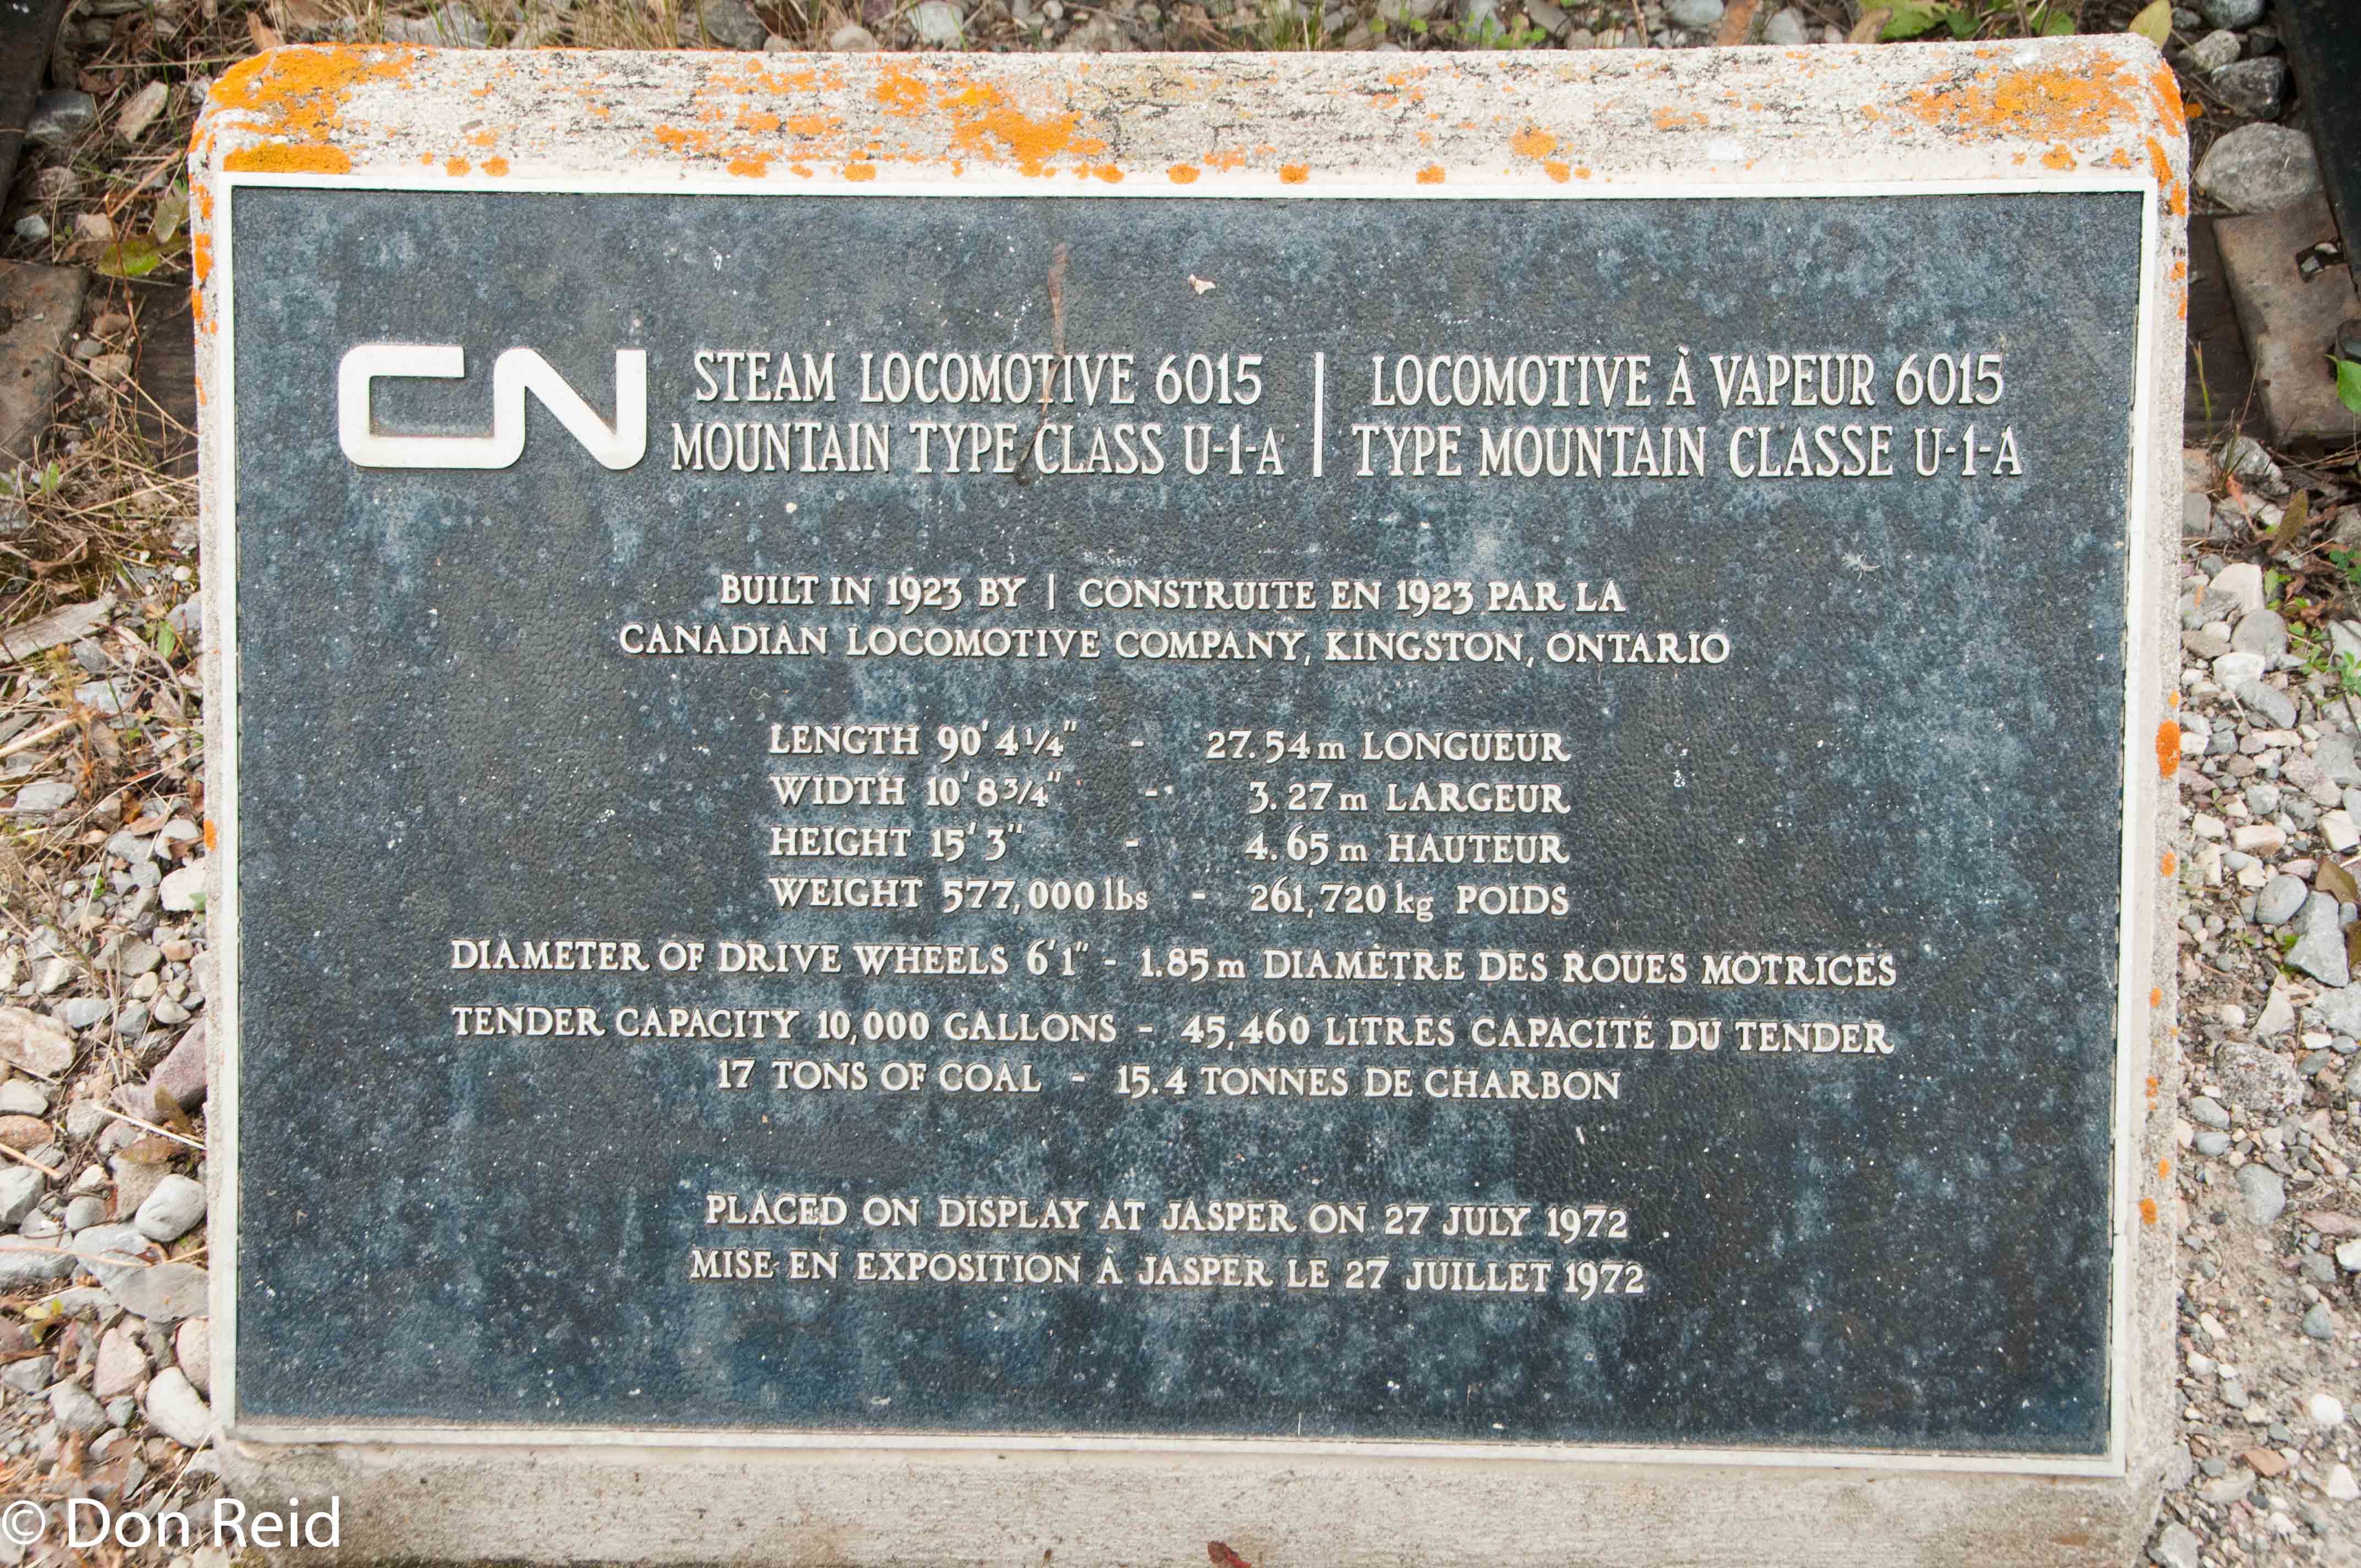 CN STEAM LOCOMOTIVE 6015 | LOCOMOTIVE À VAPEUR 6015
MOUNTAIN TYPE CLASS U-1-A | TYPE MOUNTAIN CLASSE U-1-A
BUILT IN 1923 BY | CONSTRUITE EN 1923 PAR LA
CANADIAN LOCOMOTIVE COMPANY, KINGSTON, ONTARIO
LENGTH 90' 4 1/4" - 27.54 m LONGUEUR
WIDTH 10' 8 3/4" - 3.27 m LARGEUR
HEIGHT 15' 3" - 4.65 m HAUTEUR
WEIGHT 577,000 lbs - 261,720 kg POIDS
DIAMETER OF DRIVE WHEELS 6'1" - 1.85 m DIAMÈTRE DES ROUES MOTRICES
TENDER CAPACITY 10,000 GALLONS - 45,460 LITRES CAPACITÉ DU TENDER
17 TONS OF COAL - 15.4 TONNES DE CHARBON
PLACED ON DISPLAY AT JASPER ON 27 JULY 1972
MISE EN EXPOSITION À JASPER LE 27 JUILLET 1972
© Don Reid